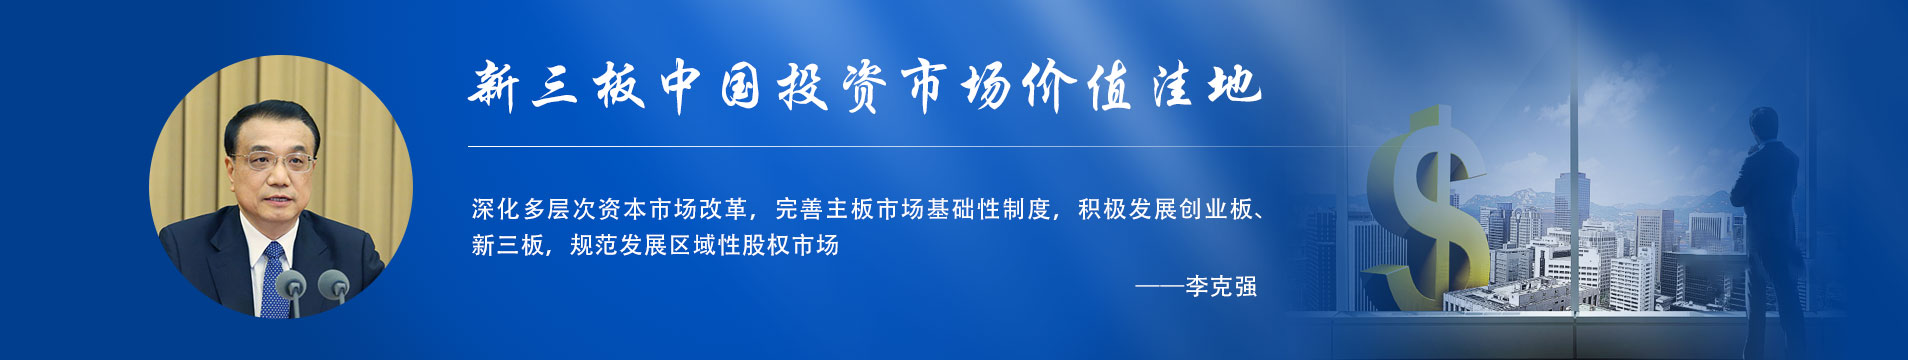 新三板中国投资市场价值洼地
深化多层次资本市场改革，完善主板市场基础性制度，积极发展创业板、
新三板，规范发展区域性股权市场
——李克强